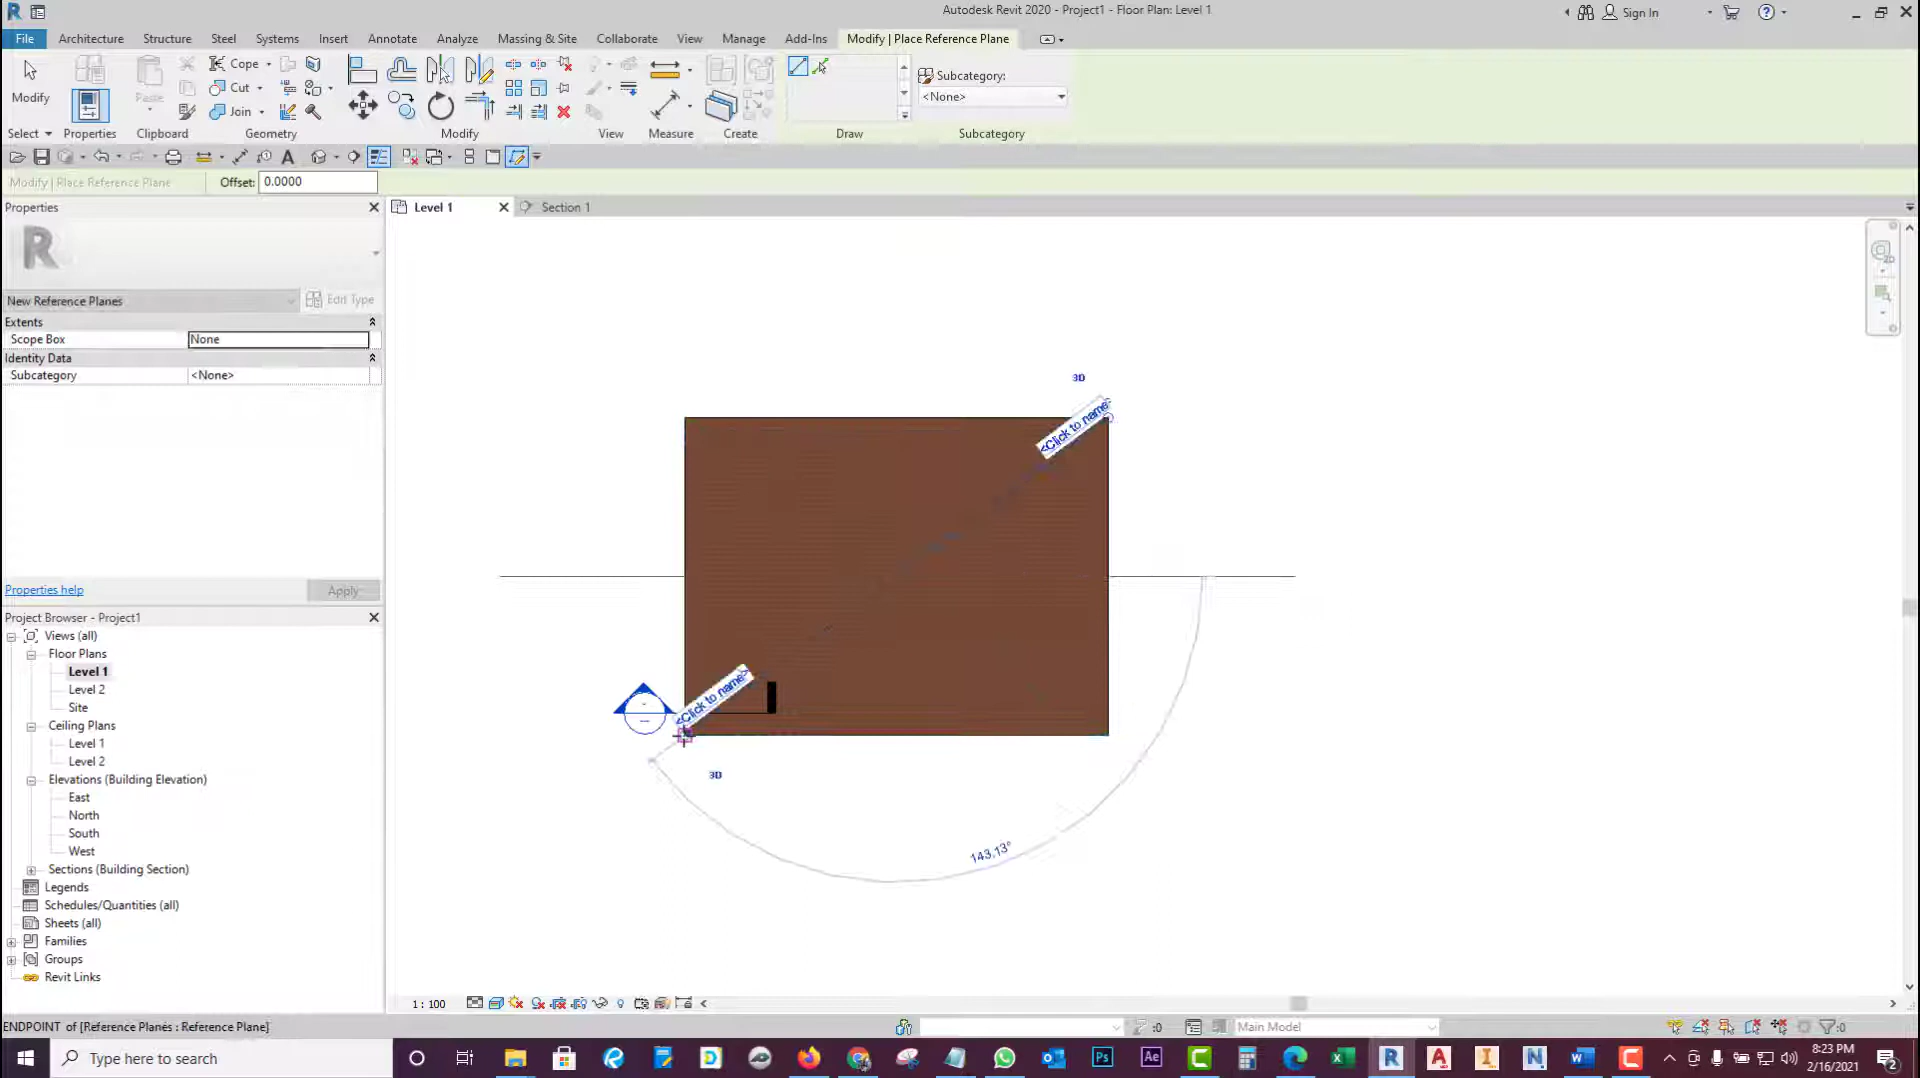 Autodesk Revit 2020 - Project1 - Floor Plan: Level 1
Sign In
File Architecture Structure Steel Systems Insert Annotate Analyze Massing & Site Collaborate View Manage Add-Ins Modify | Place Reference Plane
Modify Paste Cope Cut Join Subcategory:
<None>
Select Properties Clipboard Geometry Modify View Measure Create Draw Subcategory
Modify | Place Reference Plane Offset: 0.0000
Properties
Level 1
Section 1
New Reference Planes
Edit Type
Extents
Scope Box None
Identity Data
Subcategory <None>
3D
<Click to name>
<Click to name>
3D
143.13°
Properties help
Apply
Project Browser - Project1
Views (all)
Floor Plans
Level 1
Level 2
Site
Ceiling Plans
Level 1
Level 2
Elevations (Building Elevation)
East
North
South
West
Sections (Building Section)
Legends
Schedules/Quantities (all)
Sheets (all)
Families
Groups
Revit Links
1 : 100
ENDPOINT of [Reference Planes : Reference Plane]
:0
Main Model
:0
Type here to search
8:23 PM
2/16/2021